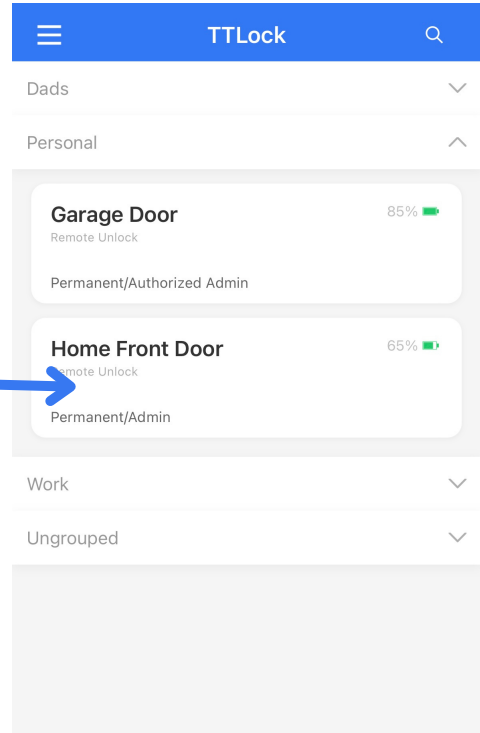 TTLock
Dads
Personal
Garage Door
85%
Remote Unlock
Permanent/Authorized Admin
Home Front Door
65%
emote Unlock
Permanent/Admin
Work
Ungrouped